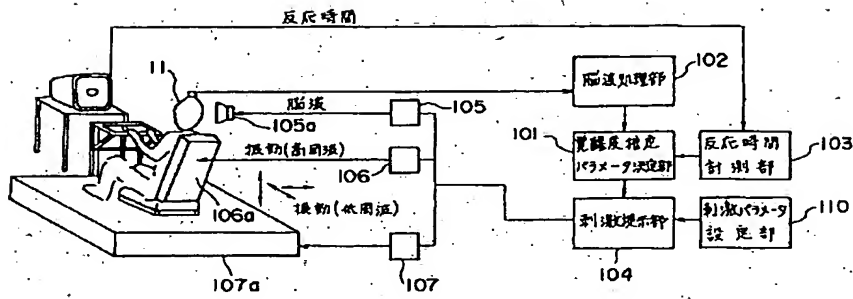 反応時間
11
脳波処理部
102
脳波
105
105a
101
覚醒度推定
パラメータ決定部
反応時間
計測部
103
振動(高周波)
106
106a
振動(低周波)
刺激提示部
104
刺激パラメータ
設定部
110
107
107a